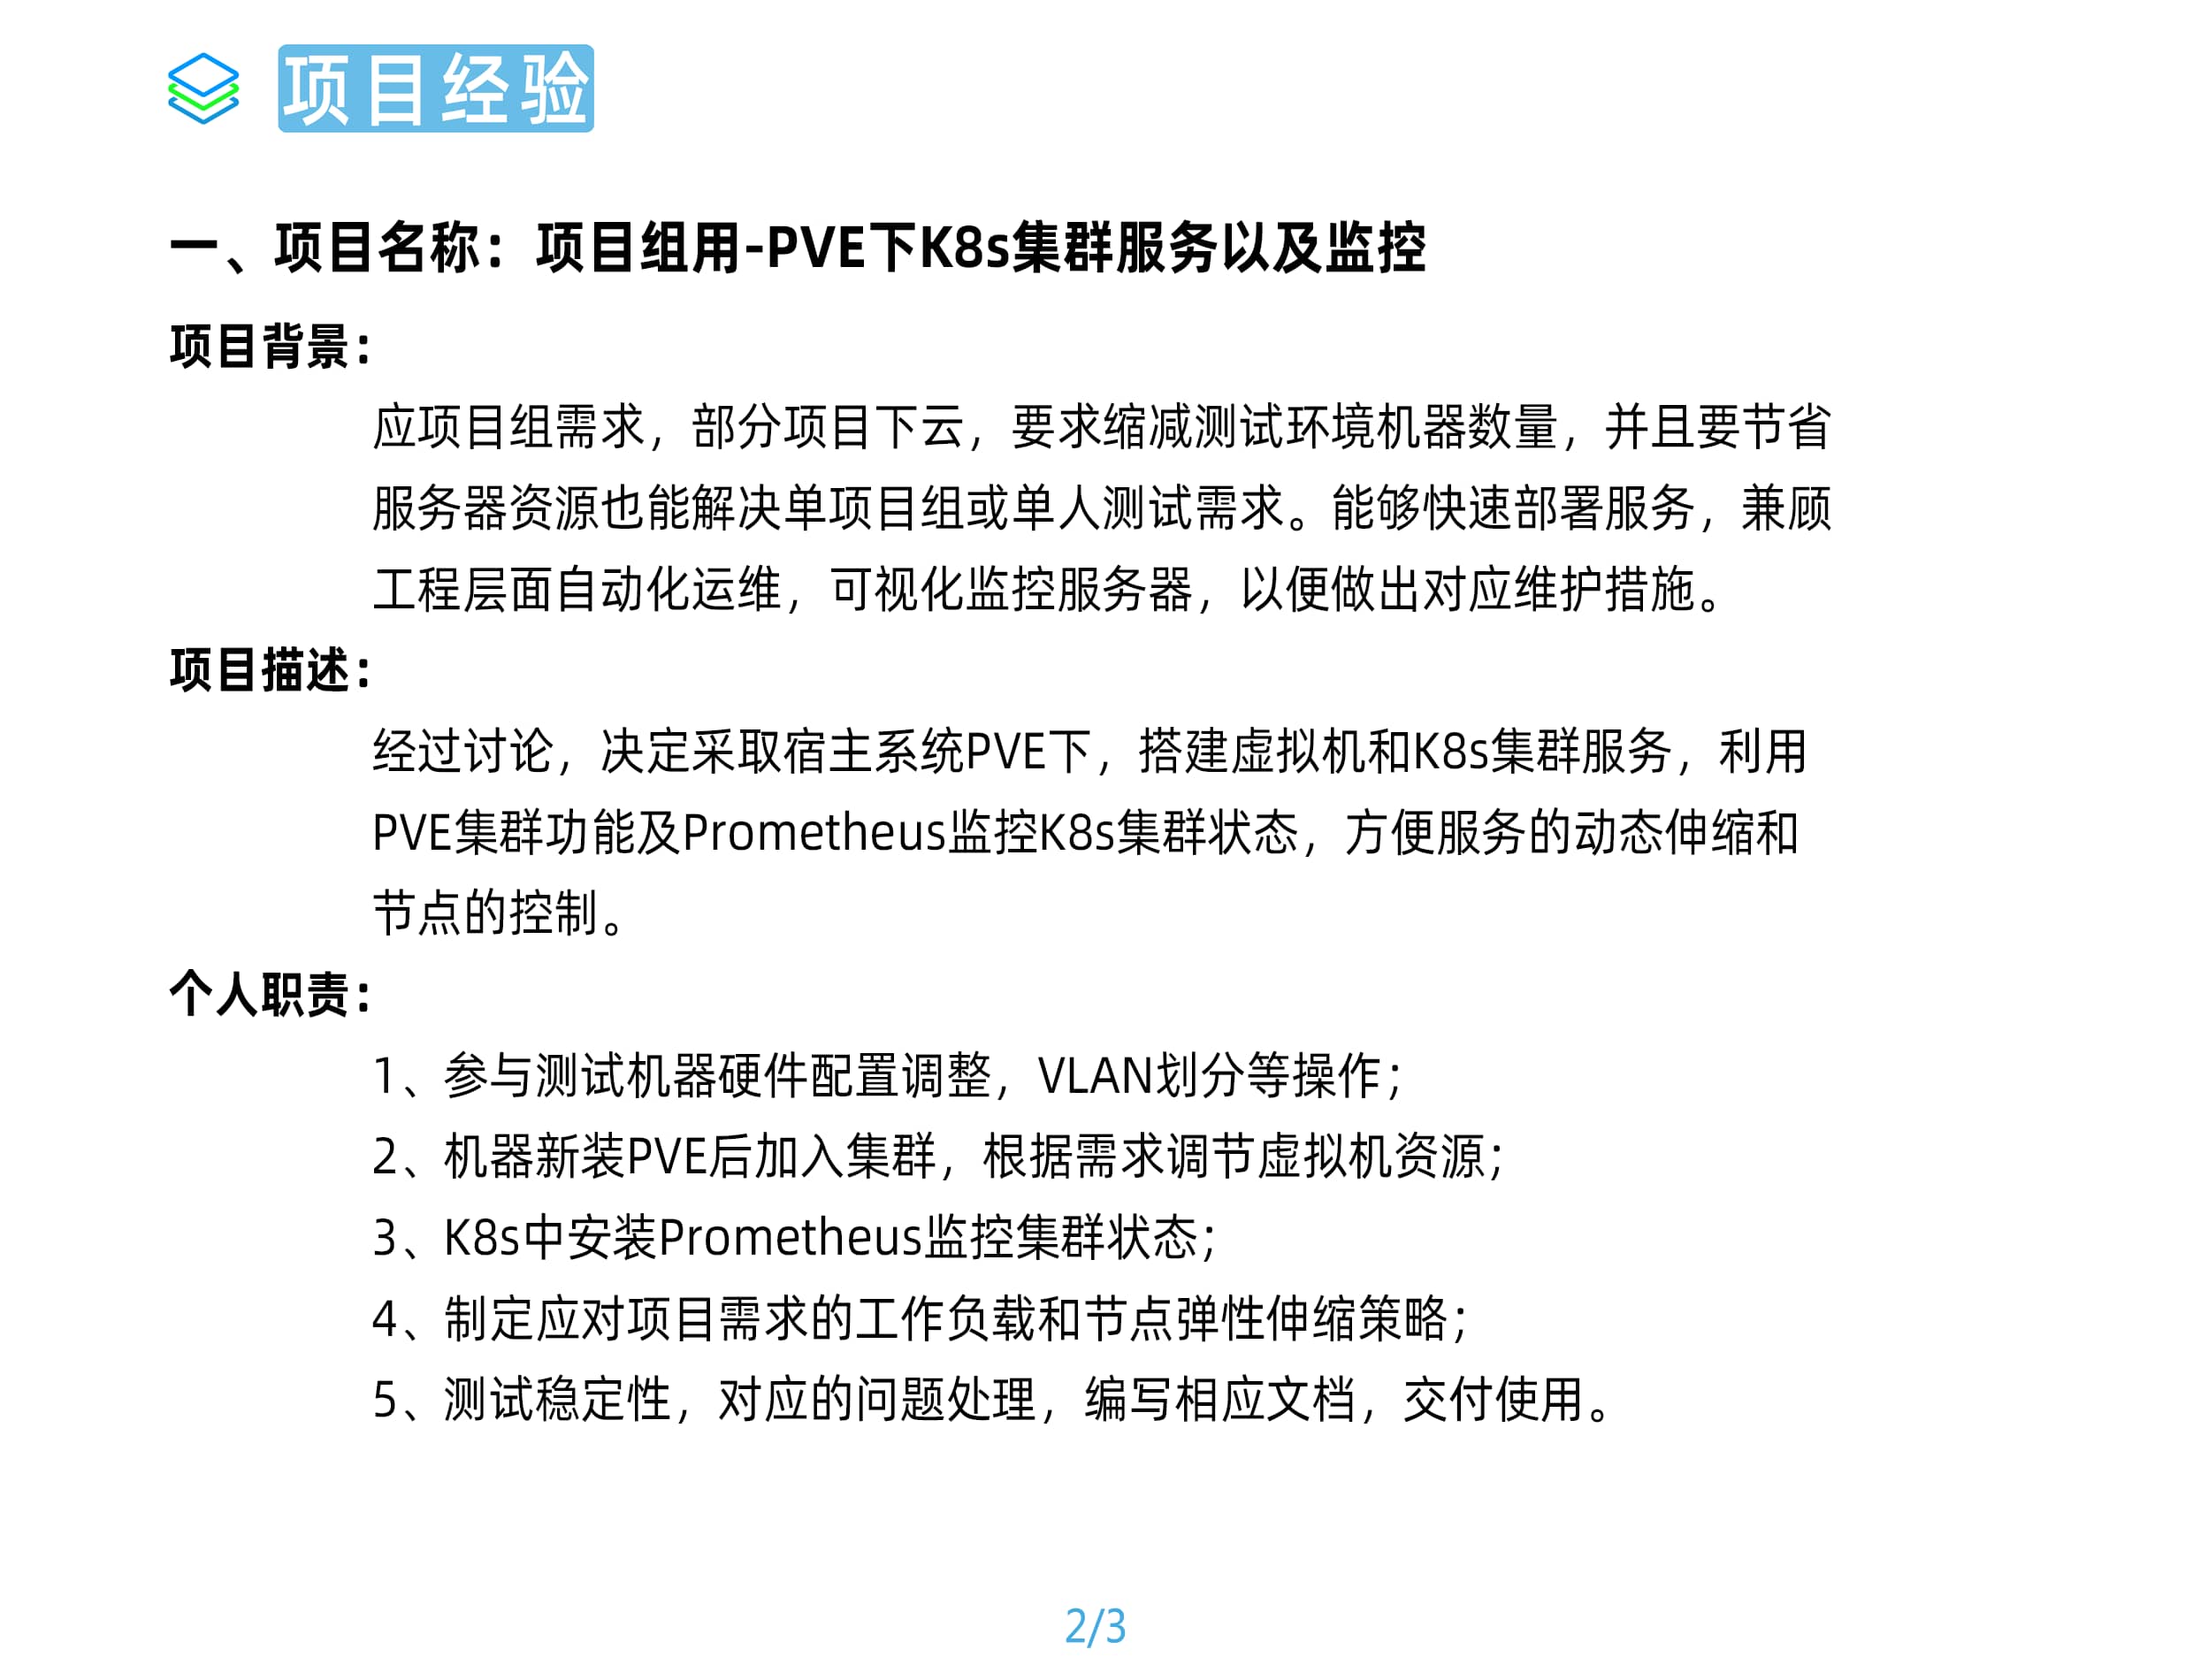 项目经验
一、项目名称：项目组用-PVE下K8s集群服务以及监控
项目背景：
应项目组需求，部分项目下云，要求缩减测试环境机器数量，并且要节省
服务器资源也能解决单项目组或单人测试需求。能够快速部署服务，兼顾
工程层面自动化运维，可视化监控服务器，以便做出对应维护措施。
项目描述：
经过讨论，决定采取宿主系统PVE下，搭建虚拟机和K8s集群服务，利用
PVE集群功能及Prometheus监控K8s集群状态，方便服务的动态伸缩和
节点的控制。
个人职责：
1、参与测试机器硬件配置调整，VLAN划分等操作；
2、机器新装PVE后加入集群，根据需求调节虚拟机资源；
3、K8s中安装Prometheus监控集群状态；
4、制定应对项目需求的工作负载和节点弹性伸缩策略；
5、测试稳定性，对应的问题处理，编写相应文档，交付使用。
2/3